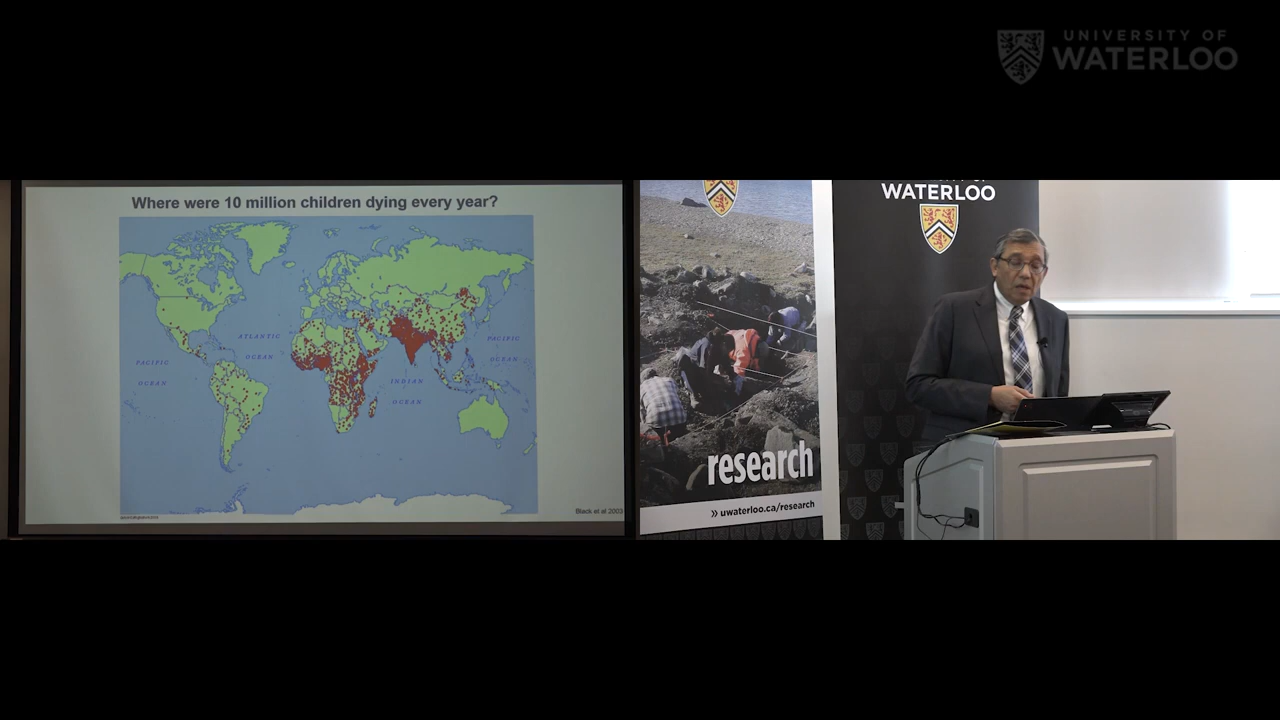 UNIVERSITY OF
WATERLOO
Where were 10 million children dying every year?
ATLANTIC
OCEAN
PACIFIC
OCEAN
PACIFIC
OCEAN
INDIAN
OCEAN
Black et al 2003
research
» uwaterloo.ca/research
WATERLOO